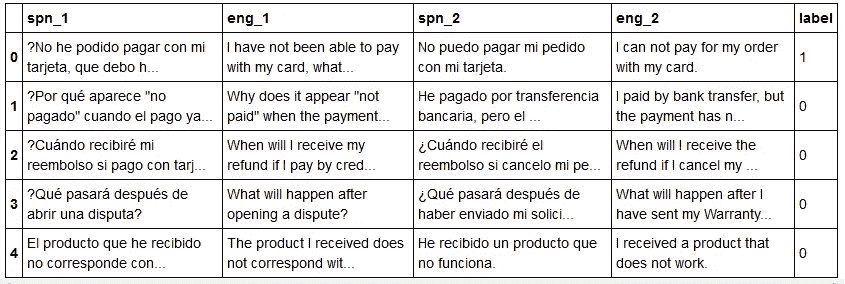 spn_1 eng_1 spn_2 eng_2 label
0 ?No he podido pagar con mi I have not been able to pay No puedo pagar mi pedido I can not pay for my order 1
tarjeta, que debo h... with my card, what... con mi tarjeta. with my card.
1 ?Por qué aparece "no Why does it appear "not He pagado por transferencia I paid by bank transfer, but 0
pagado" cuando el pago ya... paid" when the payment... bancaria, pero el ... the payment has n...
2 ?Cuándo recibiré mi When will I receive my ¿Cuándo recibiré el When will I receive the 0
reembolso si pago con tarj... refund if I pay by cred... reembolso si cancelo mi pe... refund if I cancel my ...
3 ?Qué pasará después de What will happen after ¿Qué pasará después de What will happen after I 0
abrir una disputa? opening a dispute? haber enviado mi solici... have sent my Warranty...
4 El producto que he recibido The product I received does He recibido un producto que I received a product that 0
no corresponde con... not correspond wit... no funciona. does not work.